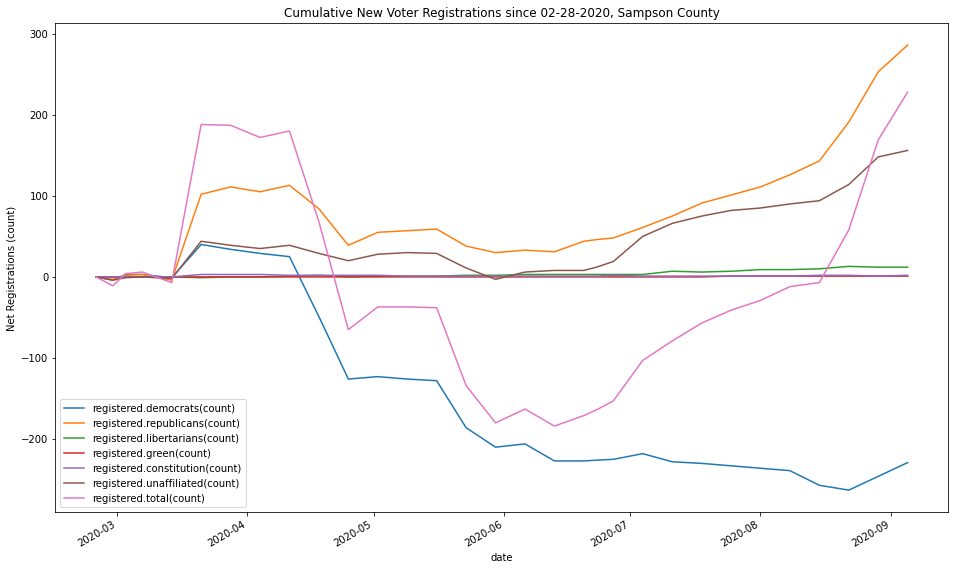 Cumulative New Voter Registrations since 02-28-2020, Sampson County
300
200
100
0
−100
−200
Net Registrations (count)
registered.democrats(count)
registered.republicans(count)
registered.libertarians(count)
registered.green(count)
registered.constitution(count)
registered.unaffiliated(count)
registered.total(count)
2020-03
2020-04
2020-05
2020-06
2020-07
2020-08
2020-09
date